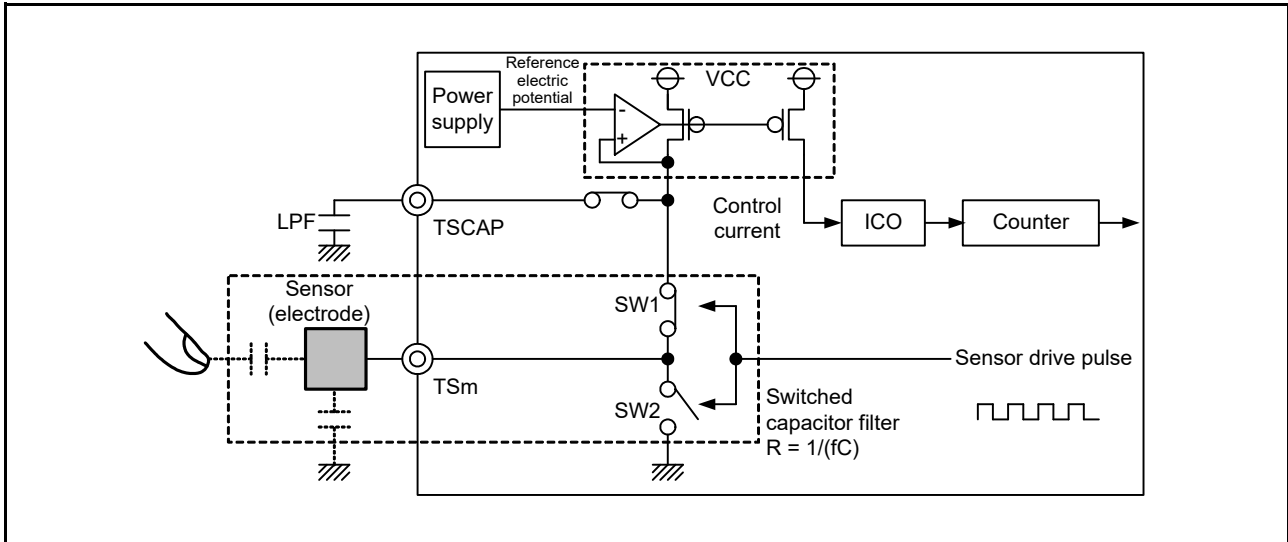 Reference
electric
potential
VCC
Power
supply
-
+
LPF
TSCAP
Control
current
ICO
Counter
Sensor
(electrode)
SW1
TSm
Sensor drive pulse
SW2
Switched
capacitor filter
R = 1/(fC)